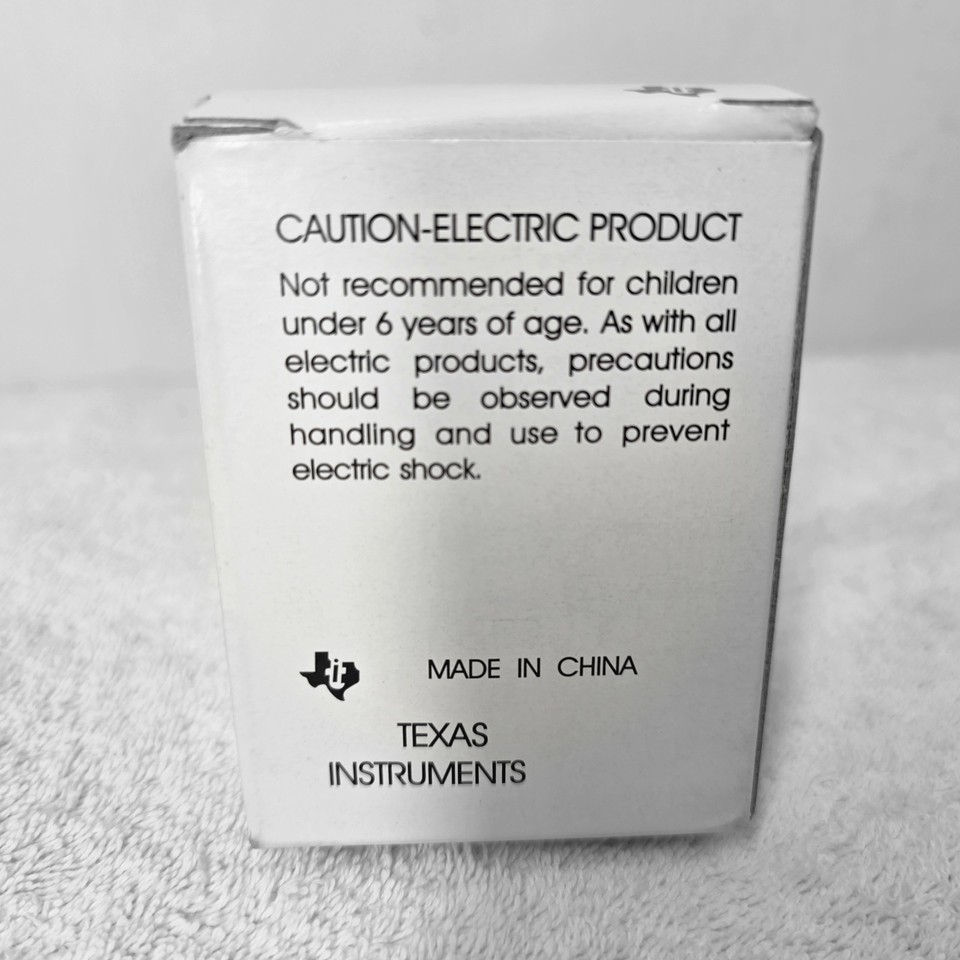 CAUTION-ELECTRIC PRODUCT
Not recommended for children
under 6 years of age. As with all
electric products, precautions
should be observed during
handling and use to prevent
electric shock.
MADE IN CHINA
TEXAS
INSTRUMENTS